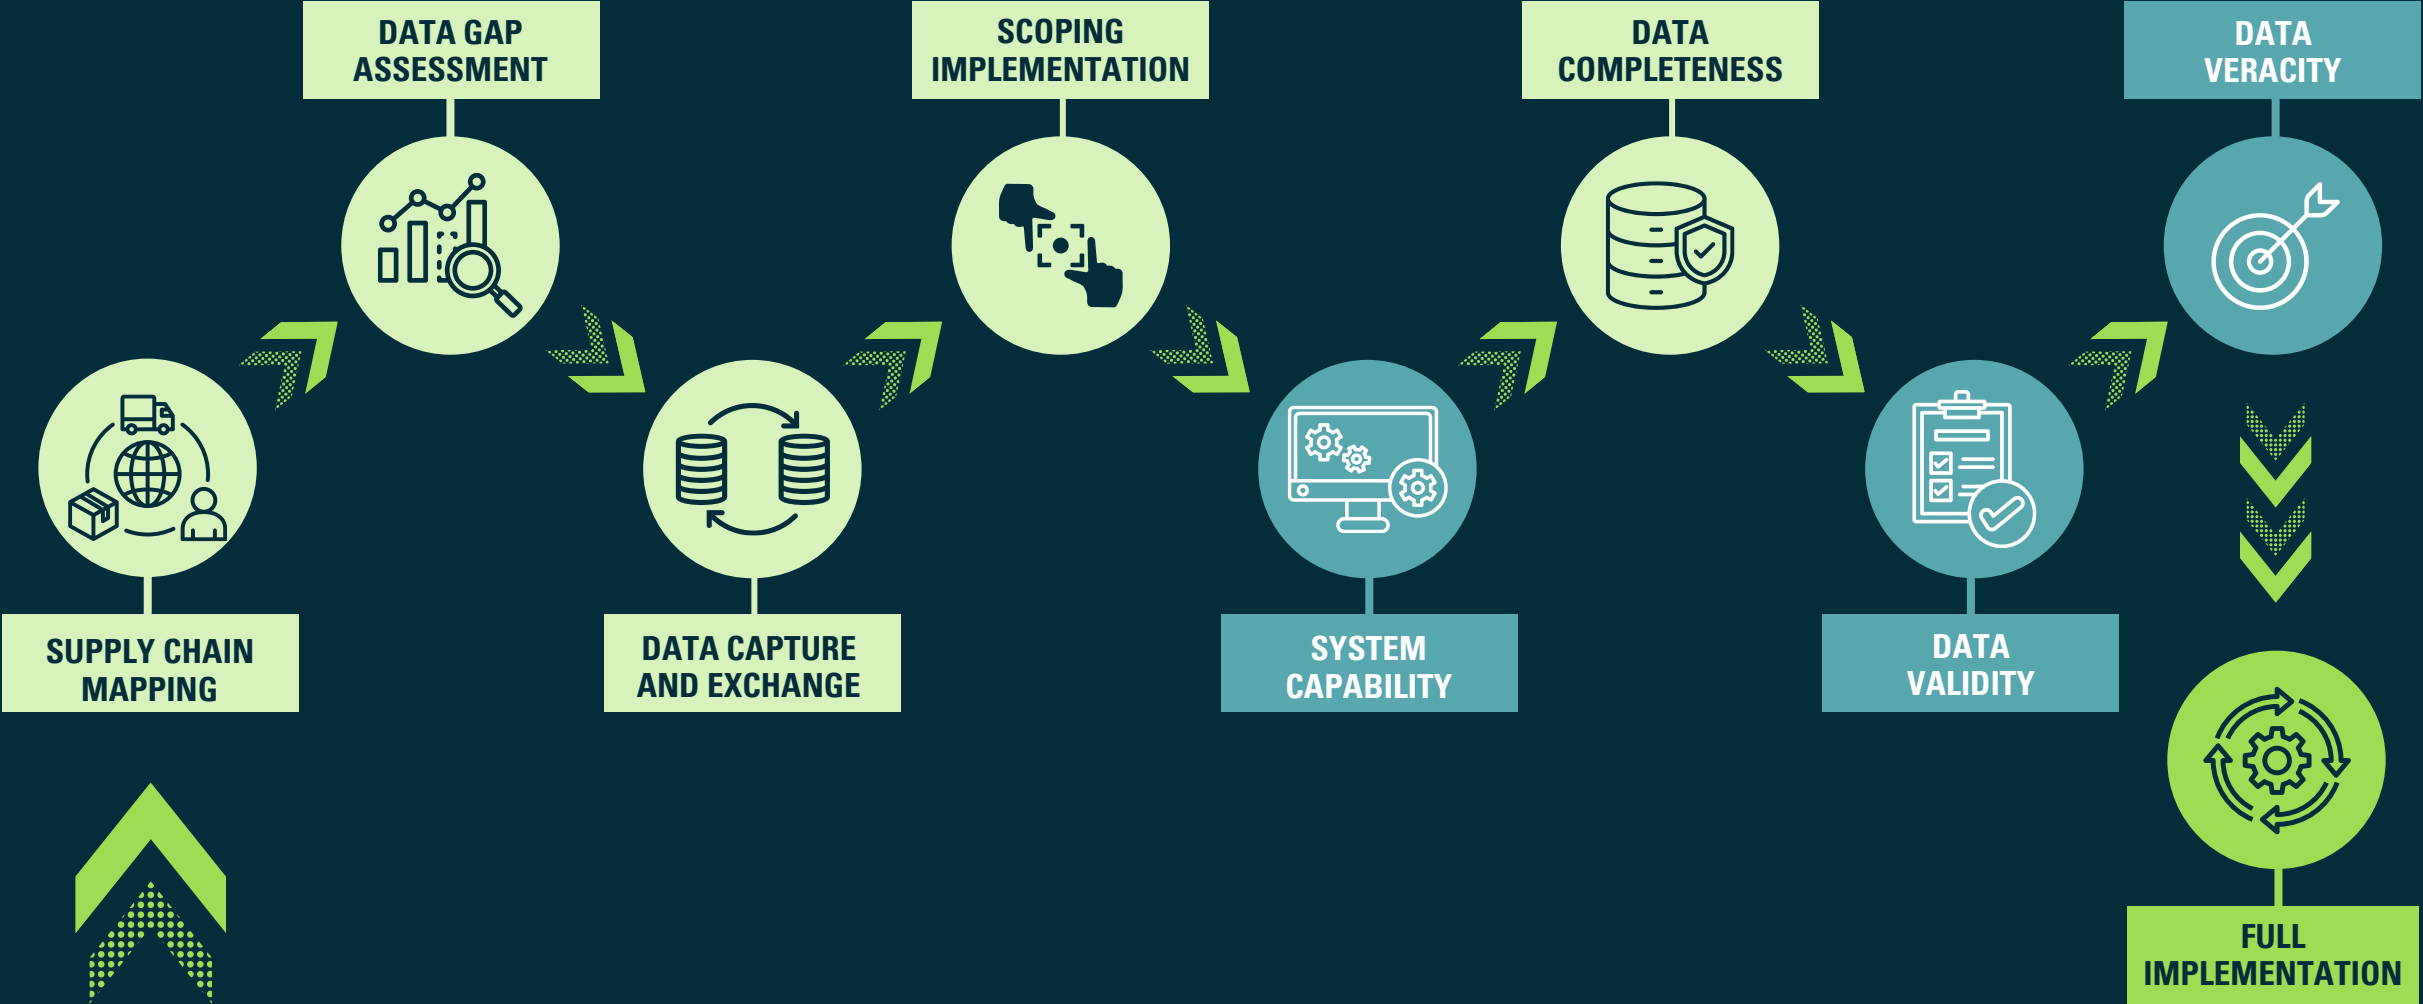 SUPPLY CHAIN
MAPPING
DATA GAP
ASSESSMENT
DATA CAPTURE
AND EXCHANGE
SCOPING
IMPLEMENTATION
SYSTEM
CAPABILITY
DATA
COMPLETENESS
DATA
VALIDITY
DATA
VERACITY
FULL
IMPLEMENTATION